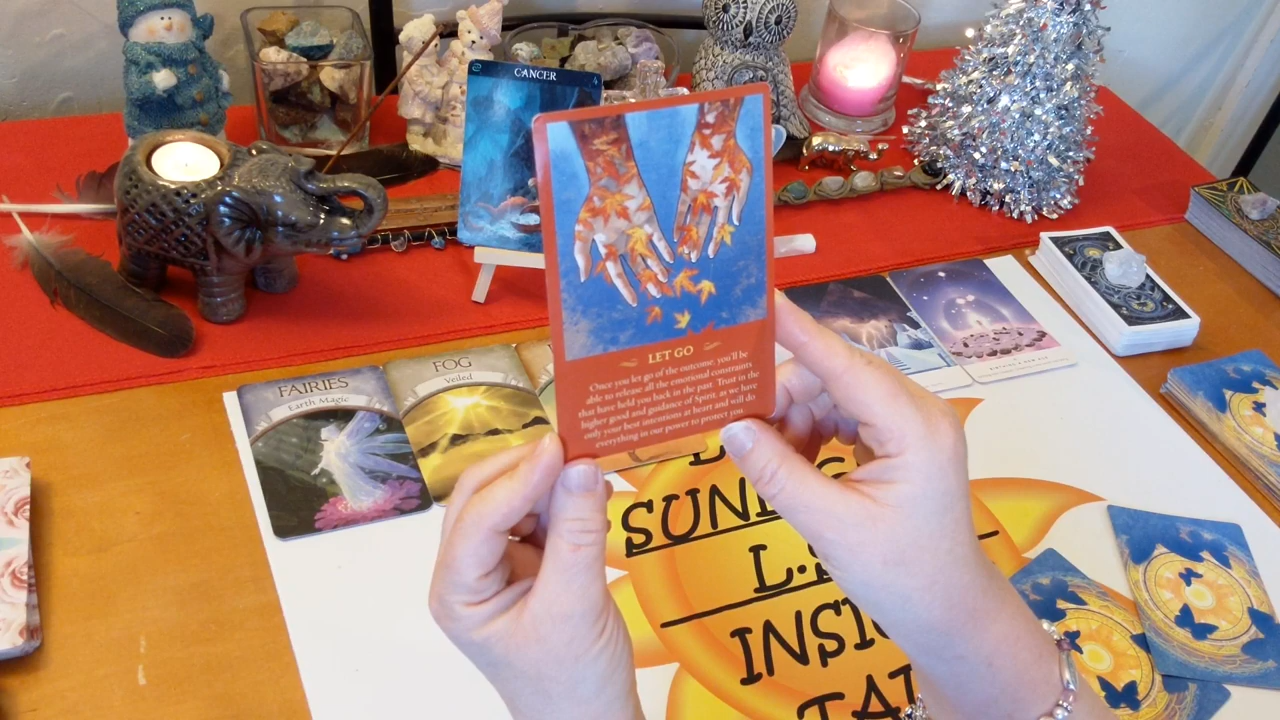 CANCER
LET GO
Once you let go of the outcome, you'll be
able to release all the emotional constraints
that have held you back in the past. Trust in the
higher good and guidance of Spirit, as we have
only your best intentions at heart and will do
everything in our power to protect you.
FAIRIES
Earth Magic
FOG
Veiled